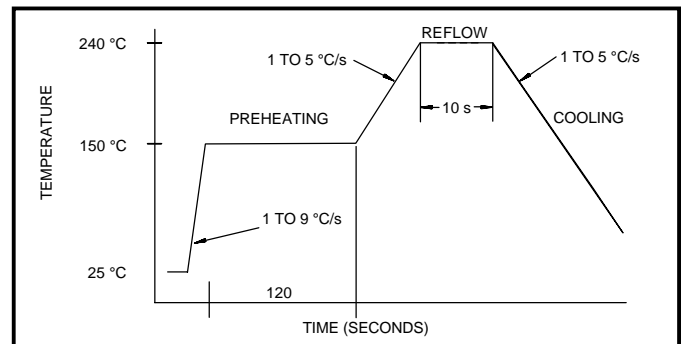 REFLOW
240 °C
1 TO 5 °C/s
1 TO 5 °C/s
10 s
PREHEATING
COOLING
TEMPERATURE
150 °C
1 TO 9 °C/s
25 °C
120
TIME (SECONDS)